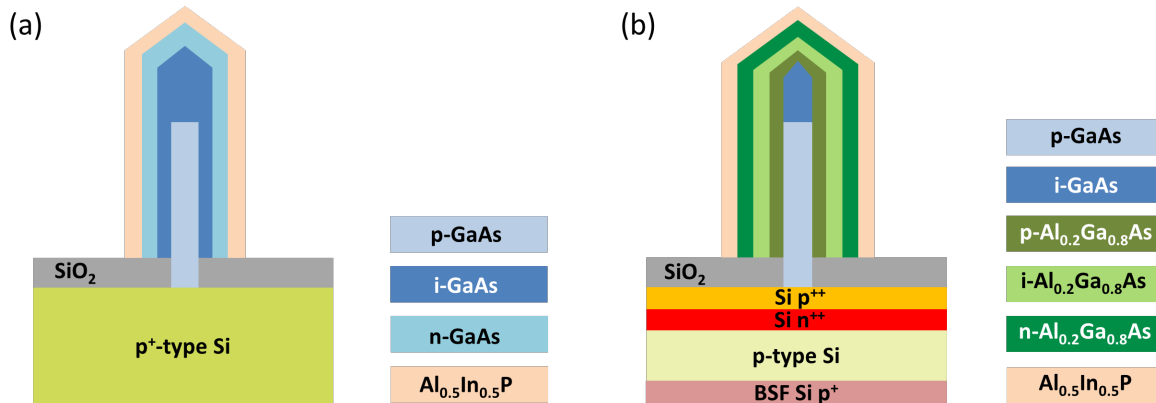 (a)
SiO₂
p⁺-type Si
p-GaAs
i-GaAs
n-GaAs
Al₀.₅In₀.₅P
(b)
SiO₂
Si p⁺⁺
Si n⁺⁺
p-type Si
BSF Si p⁺
p-GaAs
i-GaAs
p-Al₀.₂Ga₀.₈As
i-Al₀.₂Ga₀.₈As
n-Al₀.₂Ga₀.₈As
Al₀.₅In₀.₅P